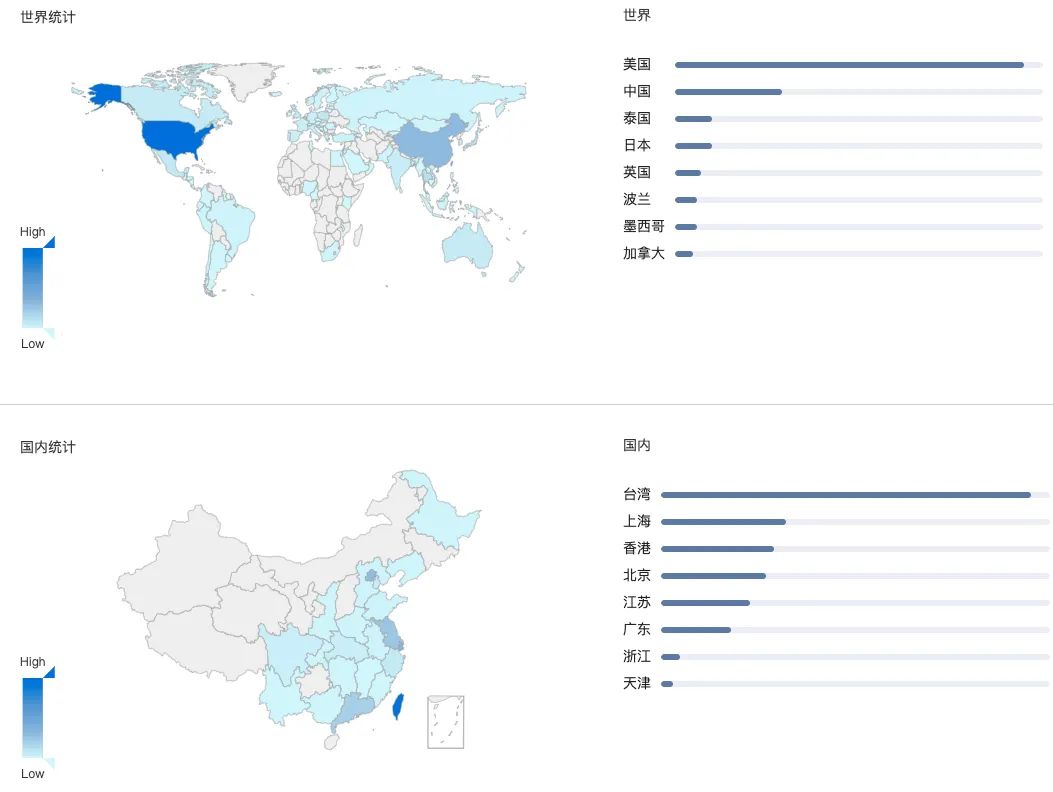 世界统计
世界
美国
中国
泰国
日本
英国
波兰
墨西哥
加拿大
High
Low
国内统计
国内
台湾
上海
香港
北京
江苏
广东
浙江
天津
High
Low